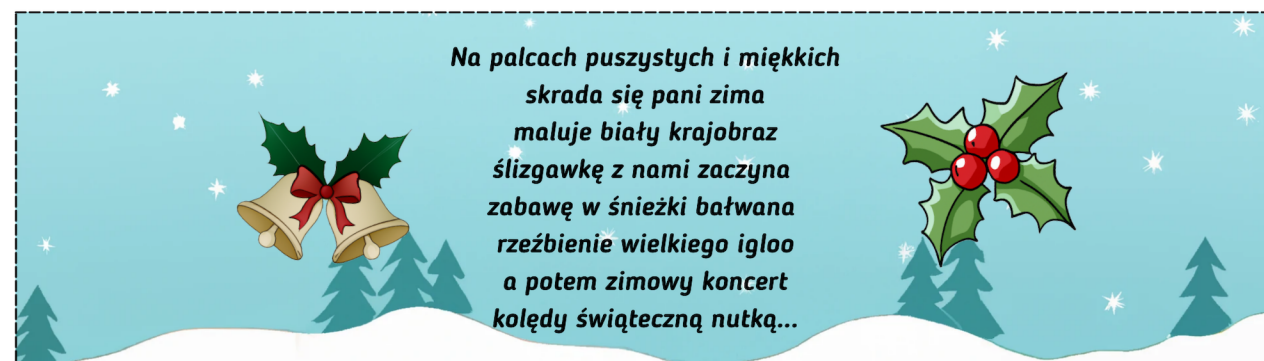 Na palcach puszystych i miękkich
skrada się pani zima
maluje biały krajobraz
ślizgawkę z nami zaczyna
zabawę w śnieżki bałwana
rzeźbienie wielkiego igloo
a potem zimowy koncert
kolędy świąteczną nutką...